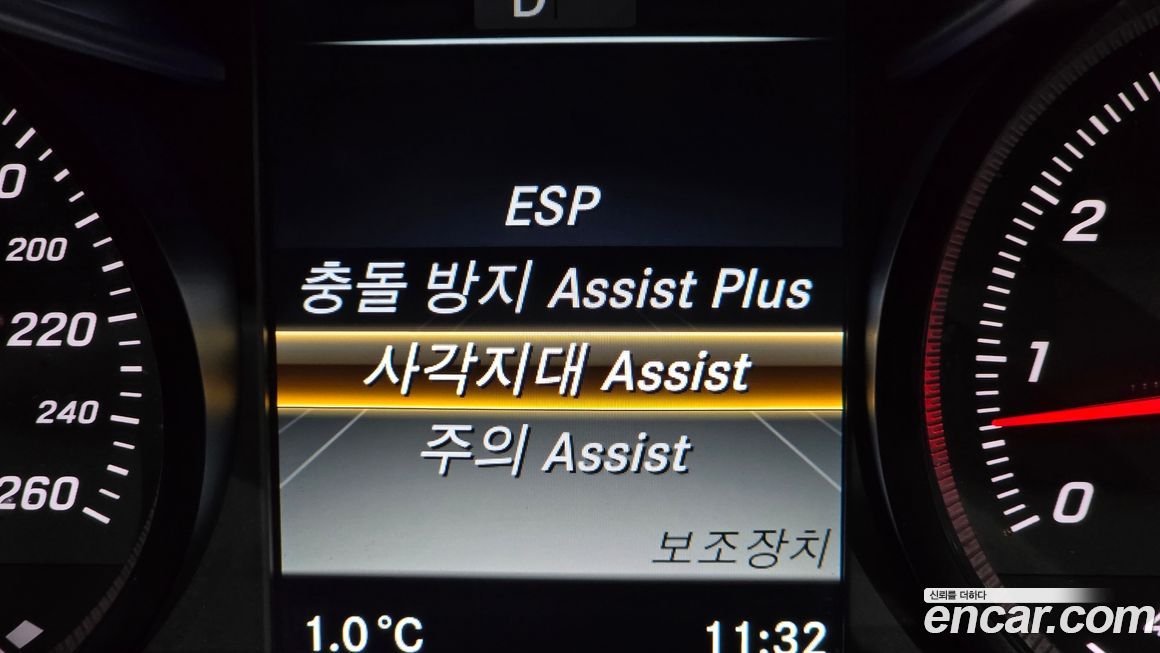 D
ESP
충돌 방지 Assist Plus
사각지대 Assist
주의 Assist
보조장치
1.0°C
11:32
200
220
240
260
2
1
0
신뢰를 더하다
encar.com